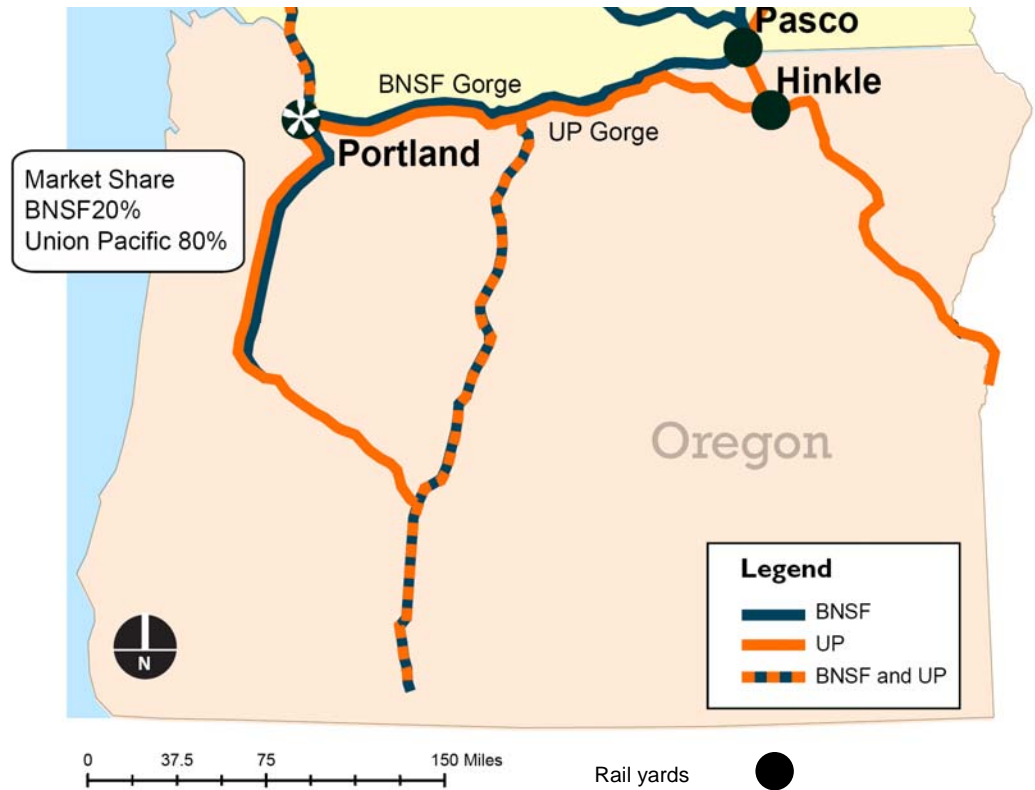 Pasco
BNSF Gorge
Hinkle
UP Gorge
Portland
Market Share
BNSF20%
Union Pacific 80%
Oregon
Legend
BNSF
UP
BNSF and UP
N
0 37.5 75 150 Miles
Rail yards